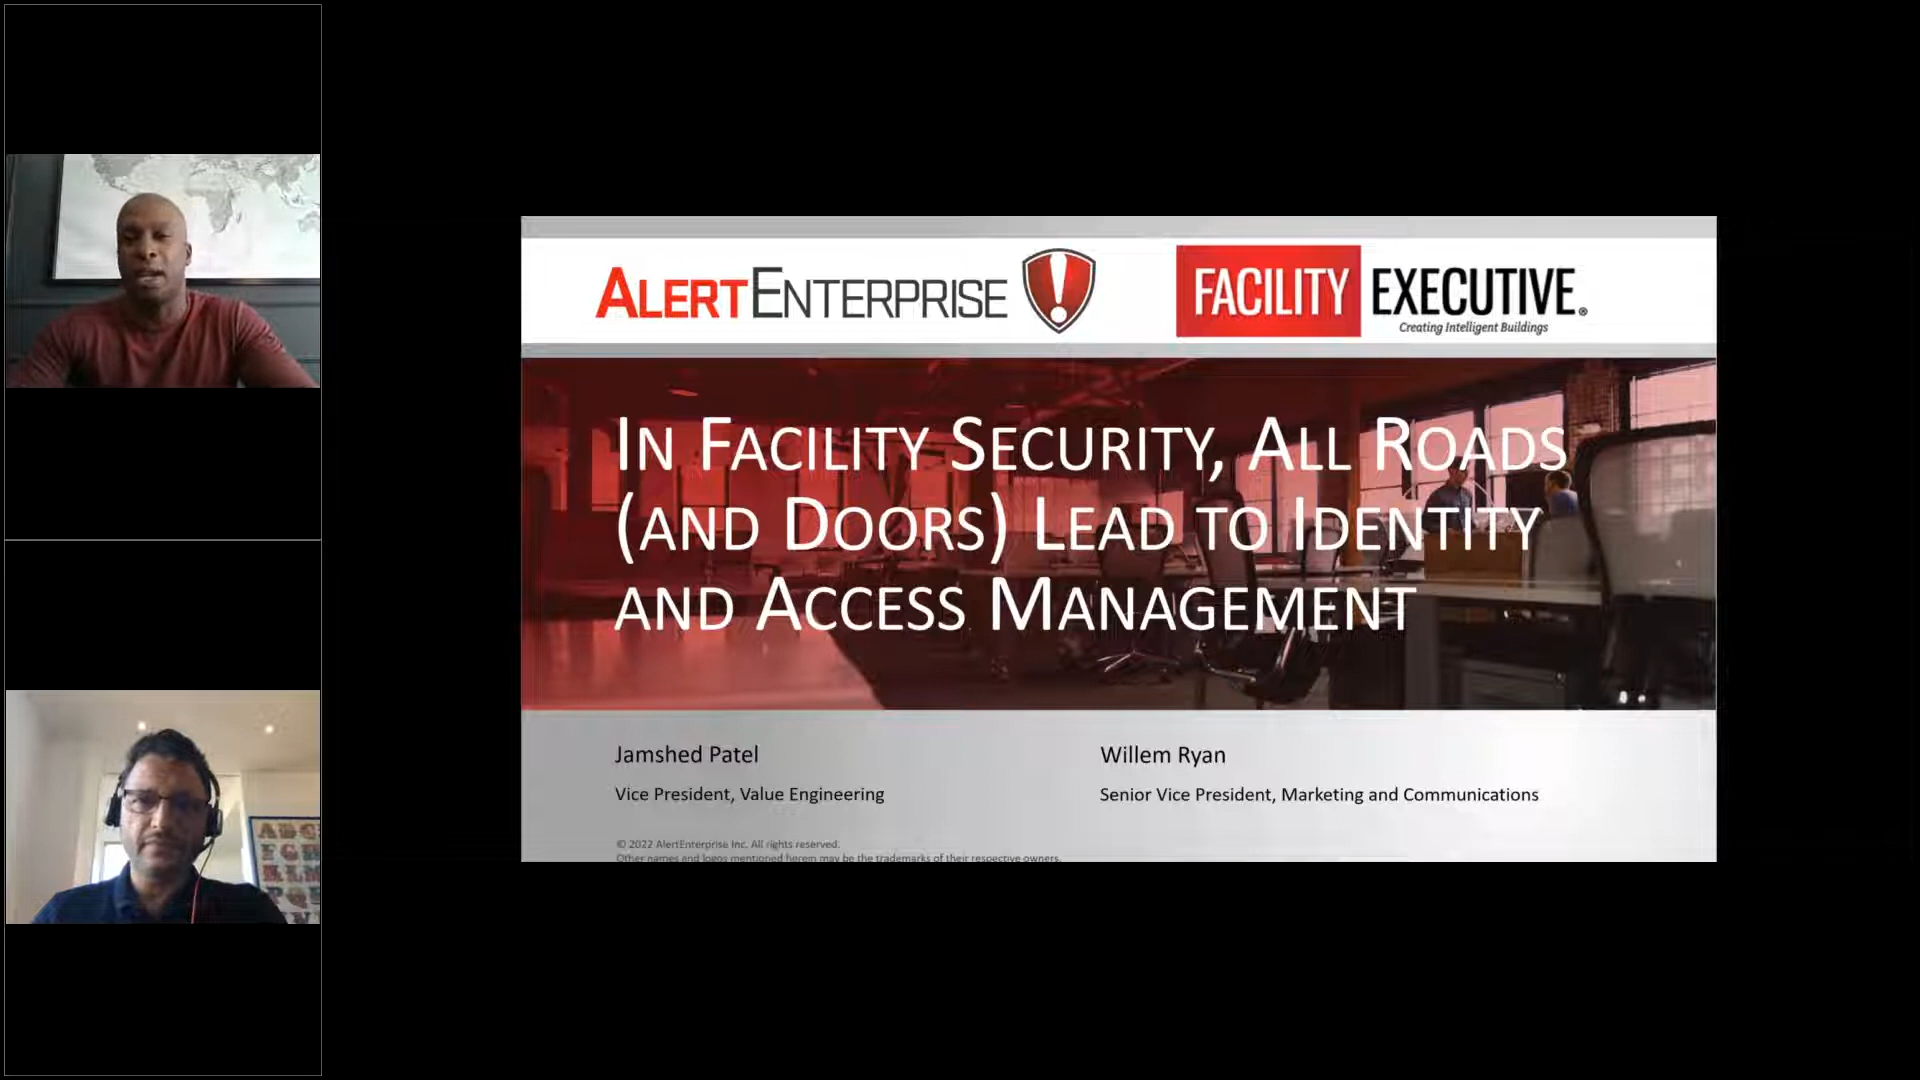 ALERTENTERPRISE
FACILITY EXECUTIVE®
Creating Intelligent Buildings
IN FACILITY SECURITY, ALL ROADS
(AND DOORS) LEAD TO IDENTITY
AND ACCESS MANAGEMENT
Jamshed Patel
Willem Ryan
Vice President, Value Engineering
Senior Vice President, Marketing and Communications
© 2022 AlertEnterprise Inc. All rights reserved.
Other names and logos mentioned herein may be the trademarks of their respective owners.